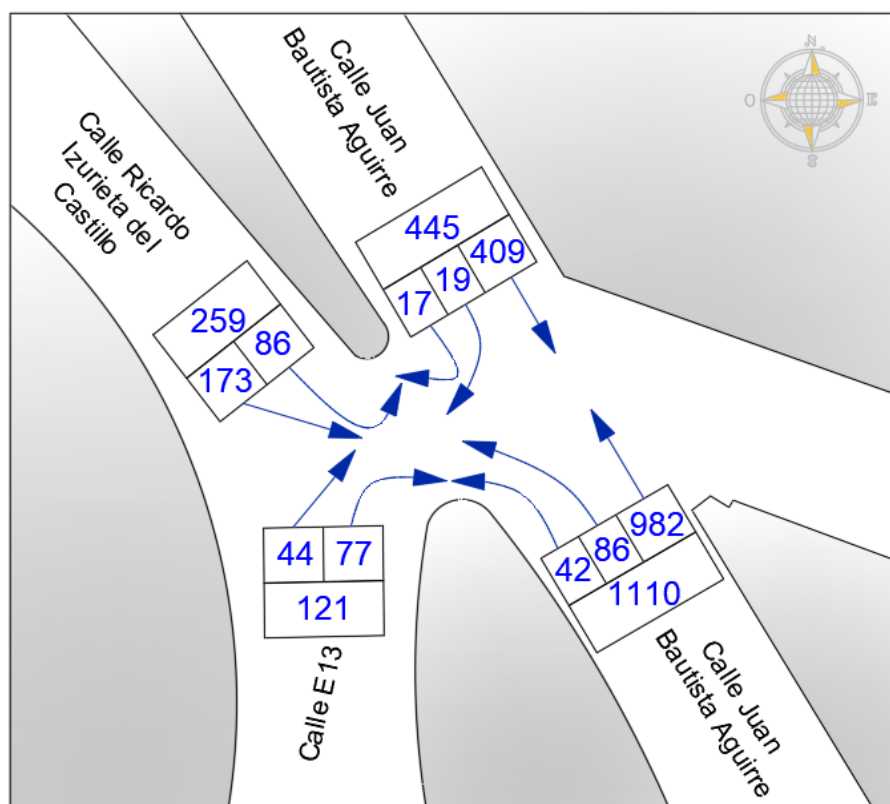 Calle Juan
Bautista Aguirre
N
O
E
S
Calle Ricardo
Izurieta del
Castillo
445
17
19
409
259
173
86
44
77
121
42
86
982
1110
Calle E13
Calle Juan
Bautista Aguirre